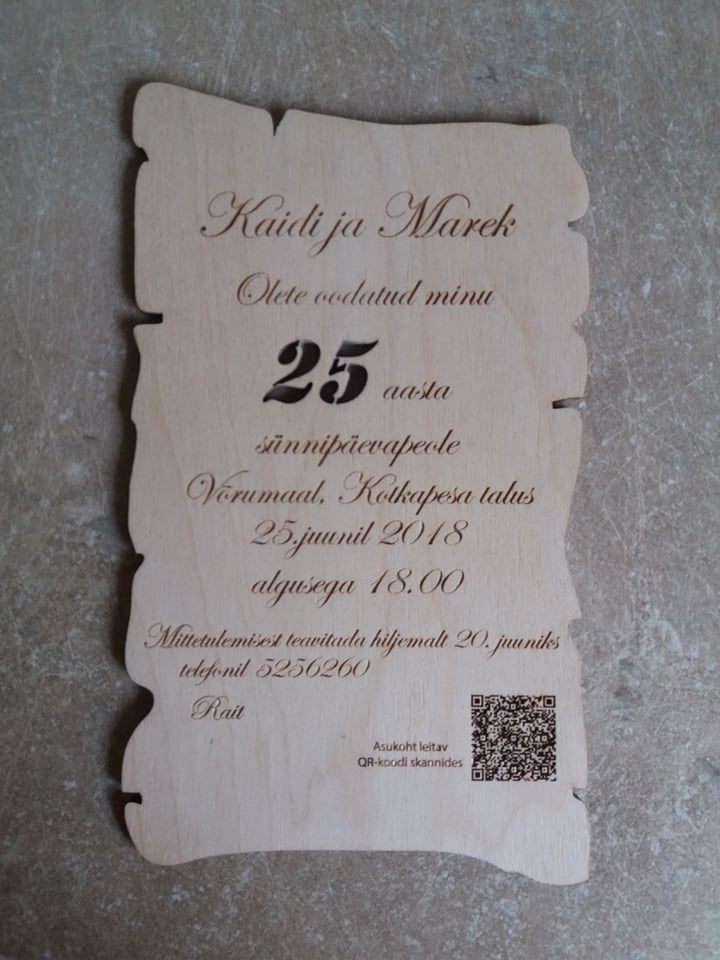 Kaidi ja Marek
Olete oodatud minu
25 aasta
sünnipäevapeole
Võrumaal, Kotkapesa talus
25.juunil 2018
algusega 18.00
Mittetulemisest teavitada hiljemalt 20. juuniks
telefonil 5256260
Rait
Asukoht leitav
QR-koodi skannides